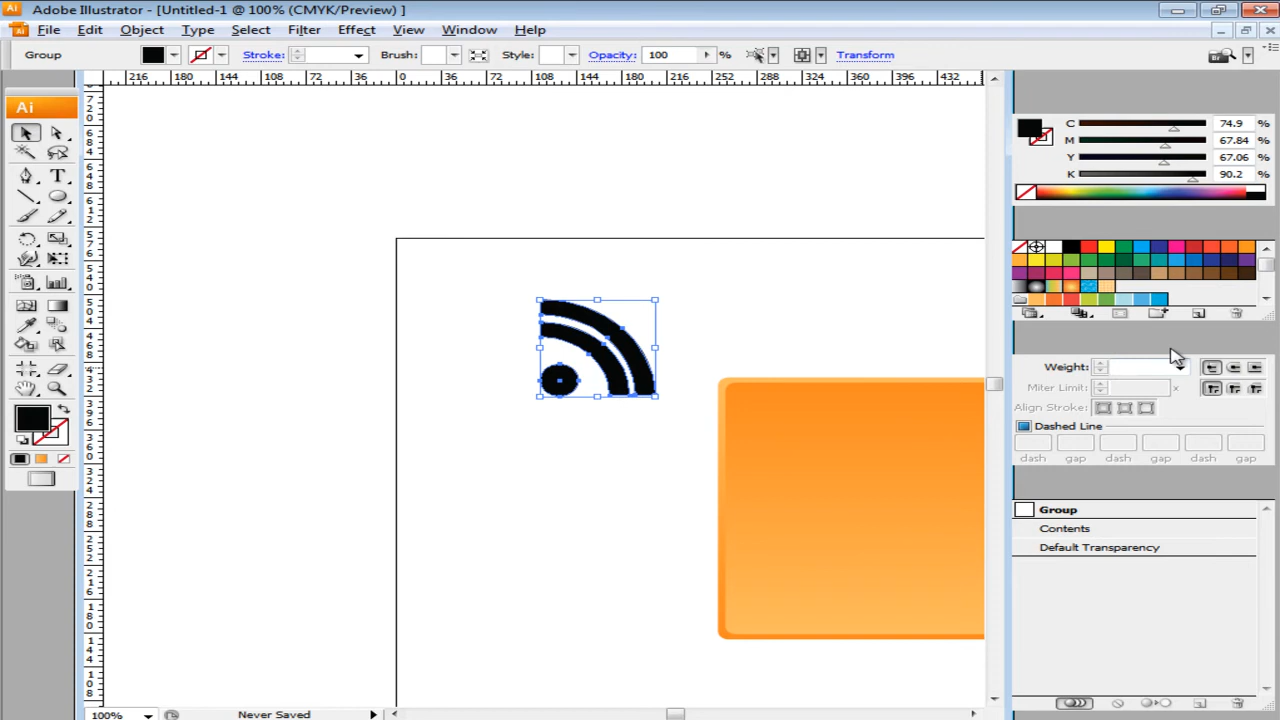 Ai Adobe Illustrator - [Untitled-1 @ 100% (CMYK/Preview) ]
Ai File Edit Object Type Select Filter Effect View Window Help
Group Stroke: Brush: Style: Opacity: 100 % Transform
216 180 144 108 72 36 0 36 72 108 144 180 216 252 288 324 360 396 432
Ai
T
C 74.9 %
M 67.84 %
Y 67.06 %
K 90.2 %
Weight:
Miter Limit: ×
Align Stroke:
Dashed Line
dash gap dash gap dash gap
Group
Contents
Default Transparency
100% Never Saved